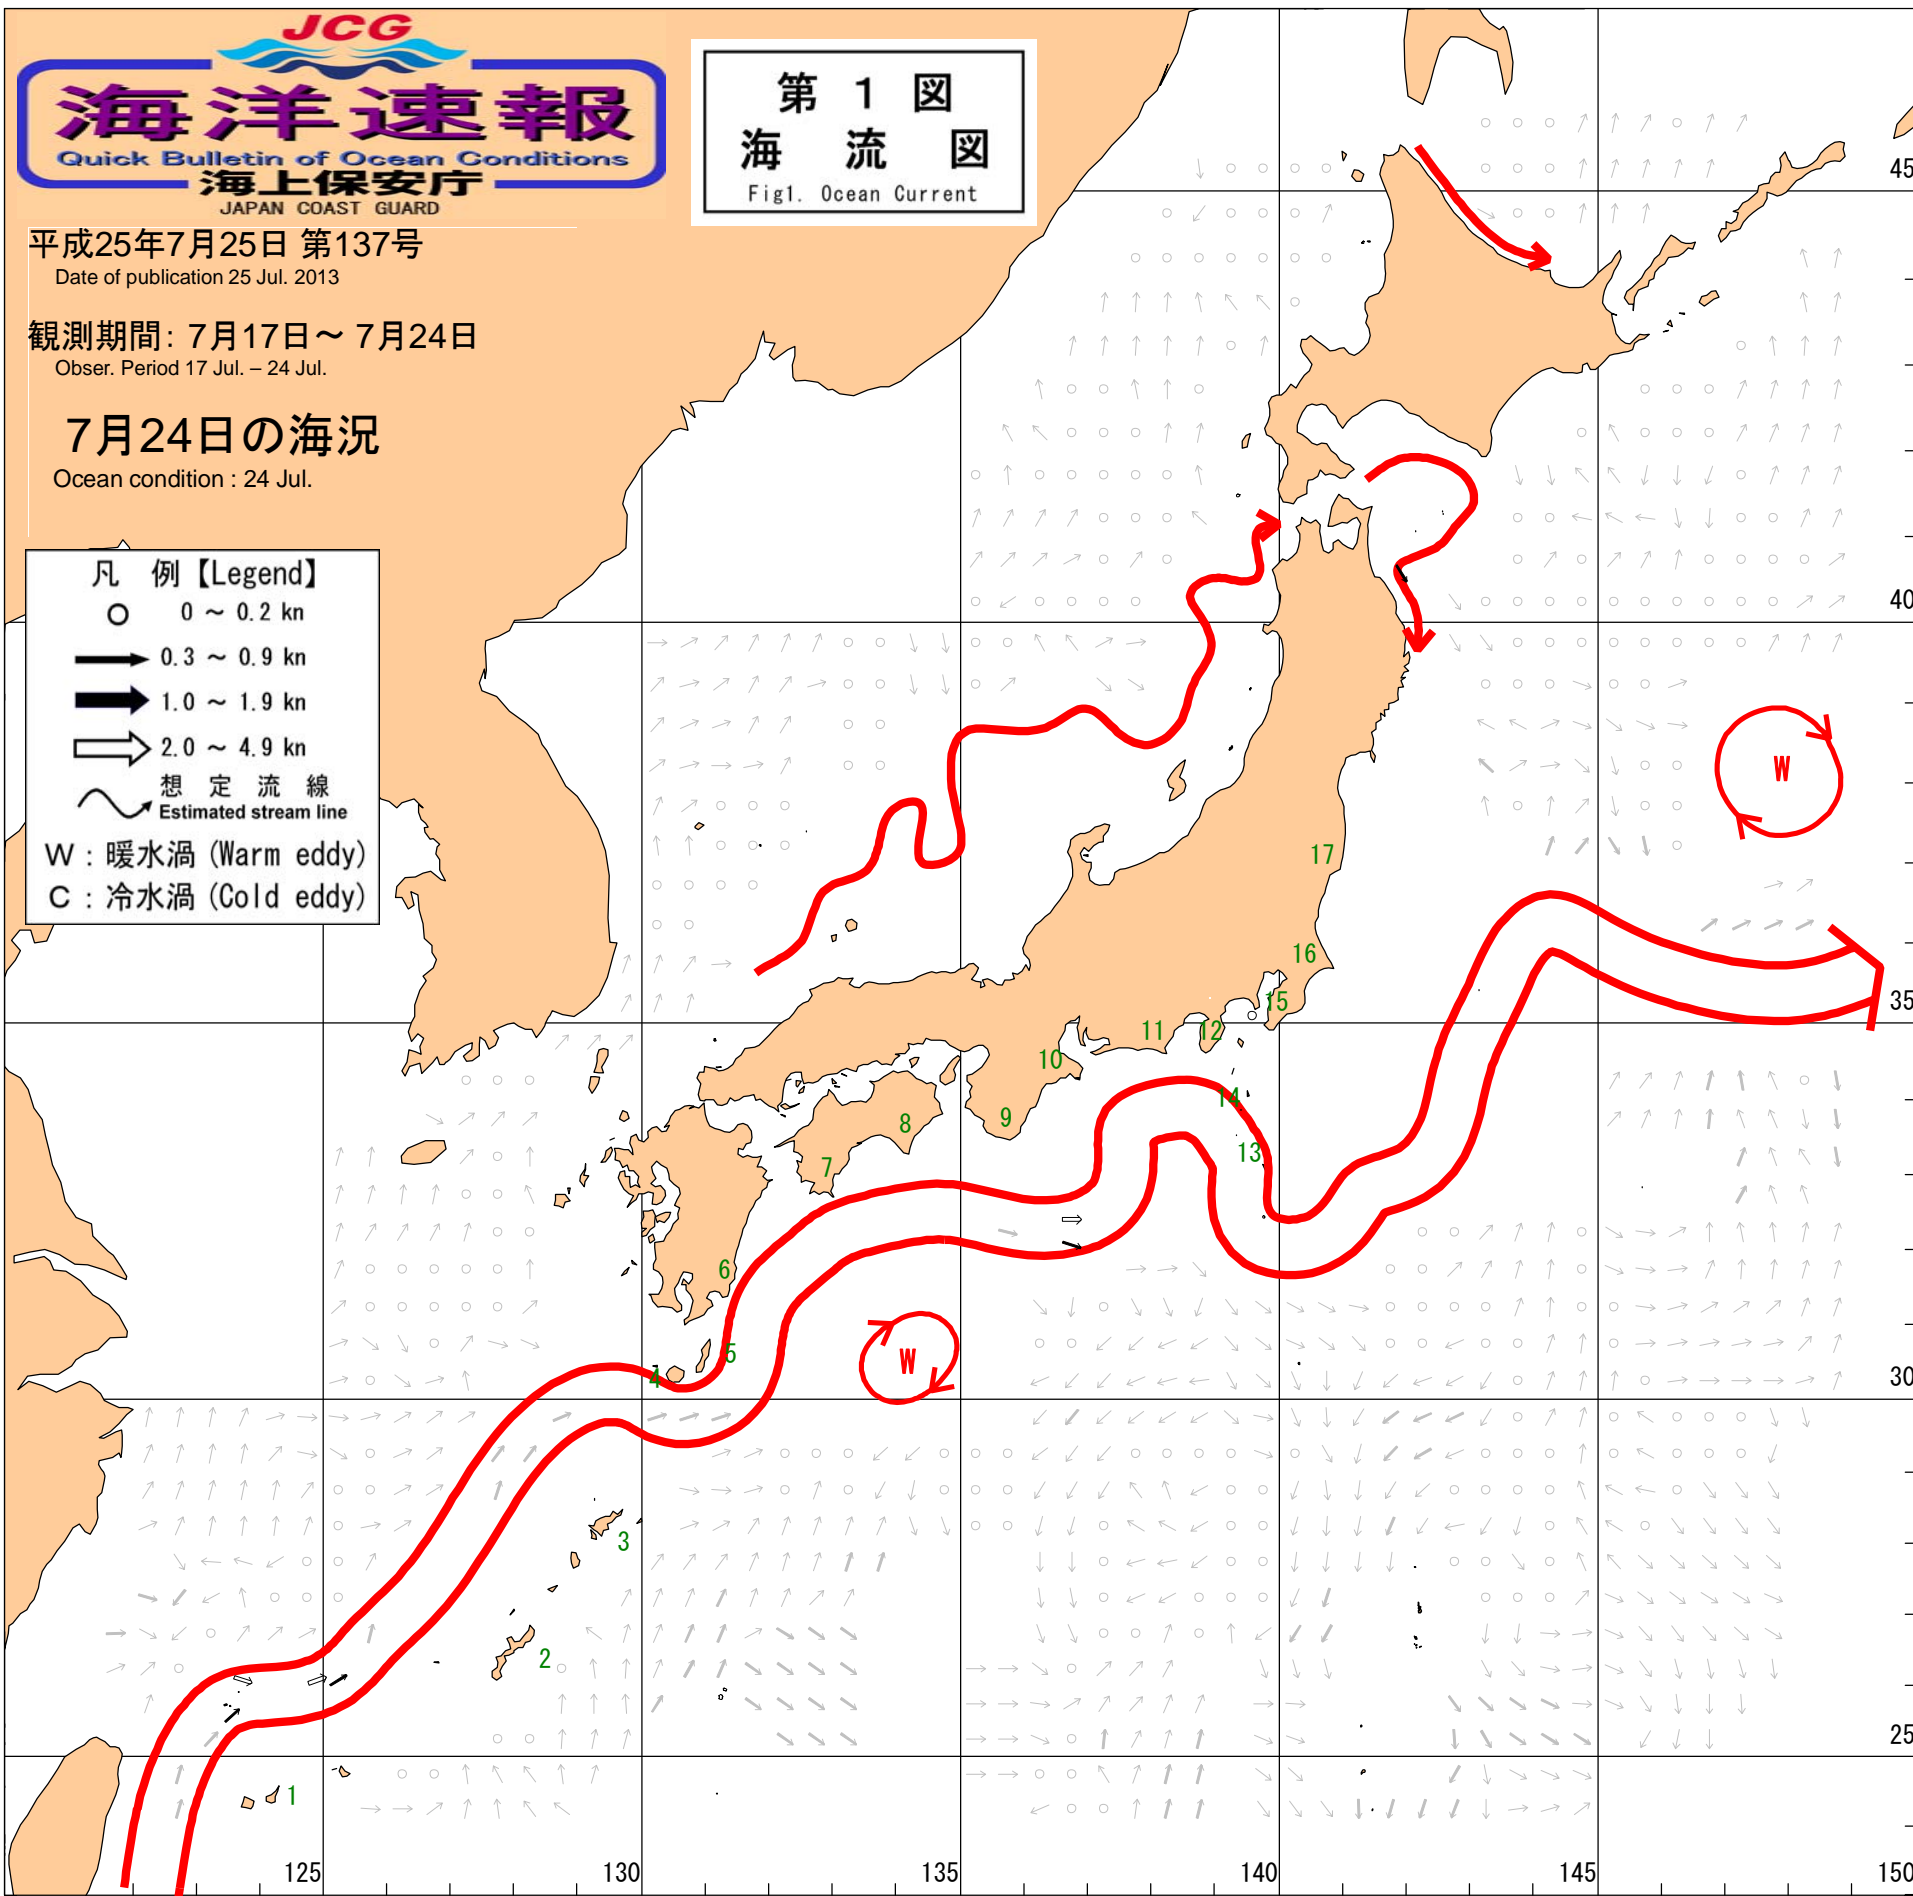 JCG
海洋速報
Quick Bulletin of Ocean Conditions
海上保安庁
JAPAN COAST GUARD
第 1 図
海 流 図
Fig1. Ocean Current
平成25年7月25日 第137号
Date of publication 25 Jul. 2013
観測期間: 7月17日～ 7月24日
Obser. Period 17 Jul. – 24 Jul.
7月24日の海況
Ocean condition : 24 Jul.
凡 例【Legend】
0 ～ 0.2 kn
0.3 ～ 0.9 kn
1.0 ～ 1.9 kn
2.0 ～ 4.9 kn
想 定 流 線
Estimated stream line
W : 暖水渦 (Warm eddy)
C : 冷水渦 (Cold eddy)
45
40
W
17
16
35
15
12
11
10
14
9
8
13
7
6
5
W
4
30
3
2
25
1
125
130
135
140
145
150